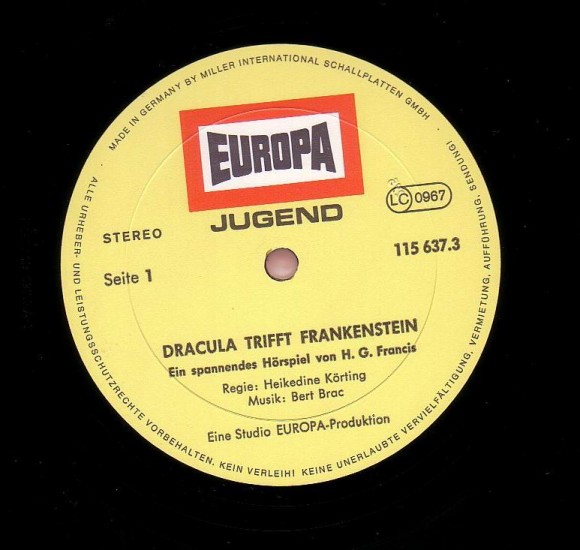 MADE IN GERMANY BY MILLER INTERNATIONAL SCHALLPLATTEN GMBH
EUROPA
JUGEND
LC 0967
STEREO
115 637.3
Seite 1
DRACULA TRIFFT FRANKENSTEIN
Ein spannendes Hörspiel von H. G. Francis
Regie: Heikedine Körting
Musik: Bert Brac
Eine Studio EUROPA-Produktion
ALLE URHEBER- UND LEISTUNGSSCHUTZRECHTE VORBEHALTEN. KEIN VERLEIH! KEINE UNERLAUBTE VERVIELFÄLTIGUNG, VERMIETUNG, AUFFÜHRUNG, SENDUNG!